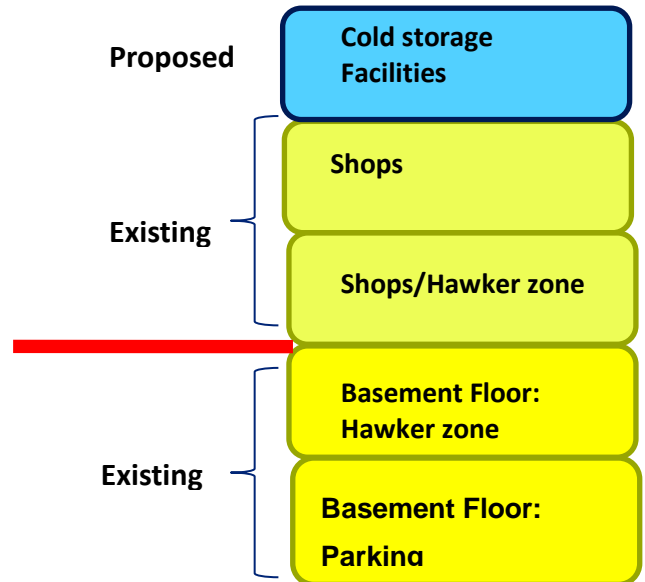 Proposed
Cold storage
Facilities
Shops
Existing
Shops/Hawker zone
Basement Floor:
Hawker zone
Existing
Basement Floor:
Parking